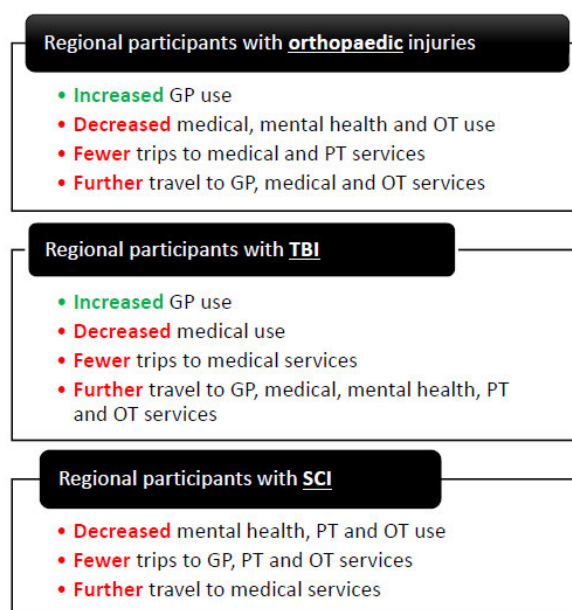 Regional participants with orthopaedic injuries
• Increased GP use
• Decreased medical, mental health and OT use
• Fewer trips to medical and PT services
• Further travel to GP, medical and OT services
Regional participants with TBI
• Increased GP use
• Decreased medical use
• Fewer trips to medical services
• Further travel to GP, medical, mental health, PT
and OT services
Regional participants with SCI
• Decreased mental health, PT and OT use
• Fewer trips to GP, PT and OT services
• Further travel to medical services